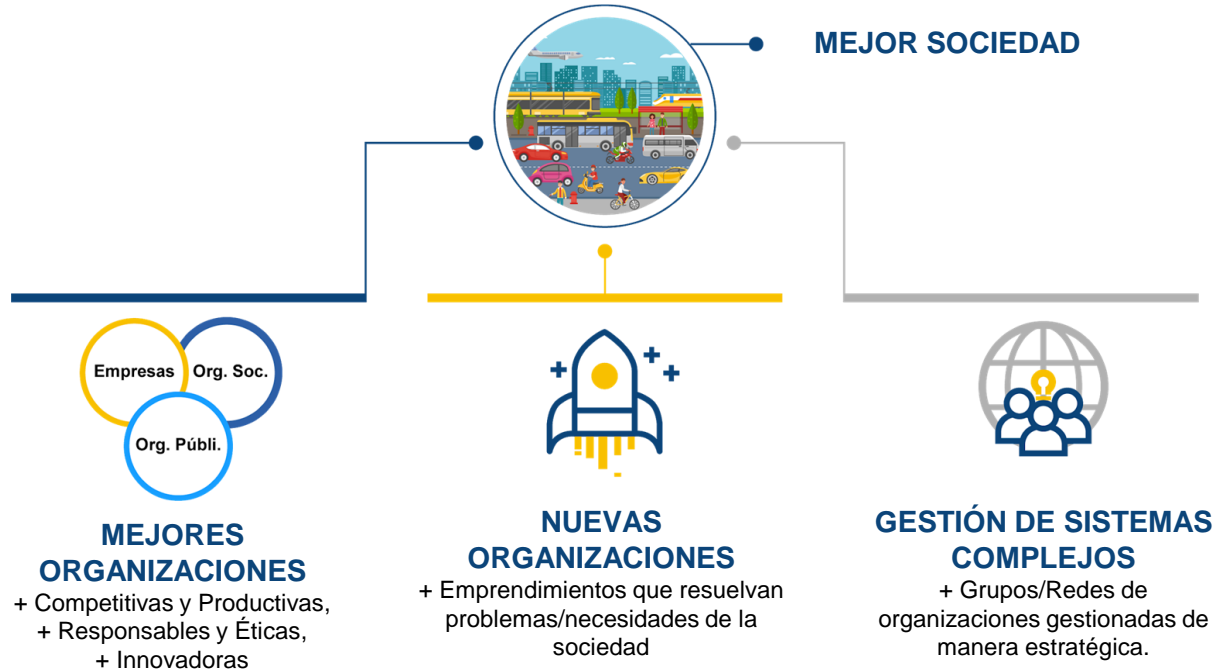 MEJOR SOCIEDAD
Empresas
Org. Soc.
Org. Públi.
MEJORES
ORGANIZACIONES
+ Competitivas y Productivas,
+ Responsables y Éticas,
+ Innovadoras
NUEVAS
ORGANIZACIONES
+ Emprendimientos que resuelvan
problemas/necesidades de la
sociedad
GESTIÓN DE SISTEMAS
COMPLEJOS
+ Grupos/Redes de
organizaciones gestionadas de
manera estratégica.